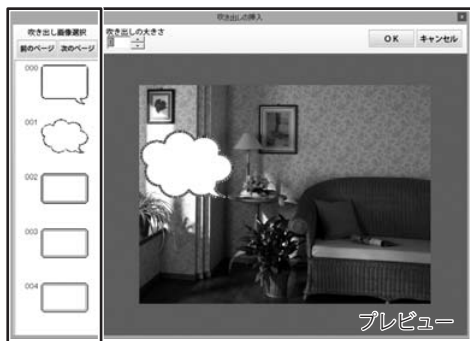 吹き出しの挿入
吹き出し画像選択
前のページ 次のページ
吹き出しの大きさ
OK キャンセル
000
001
002
003
004
プレビュー